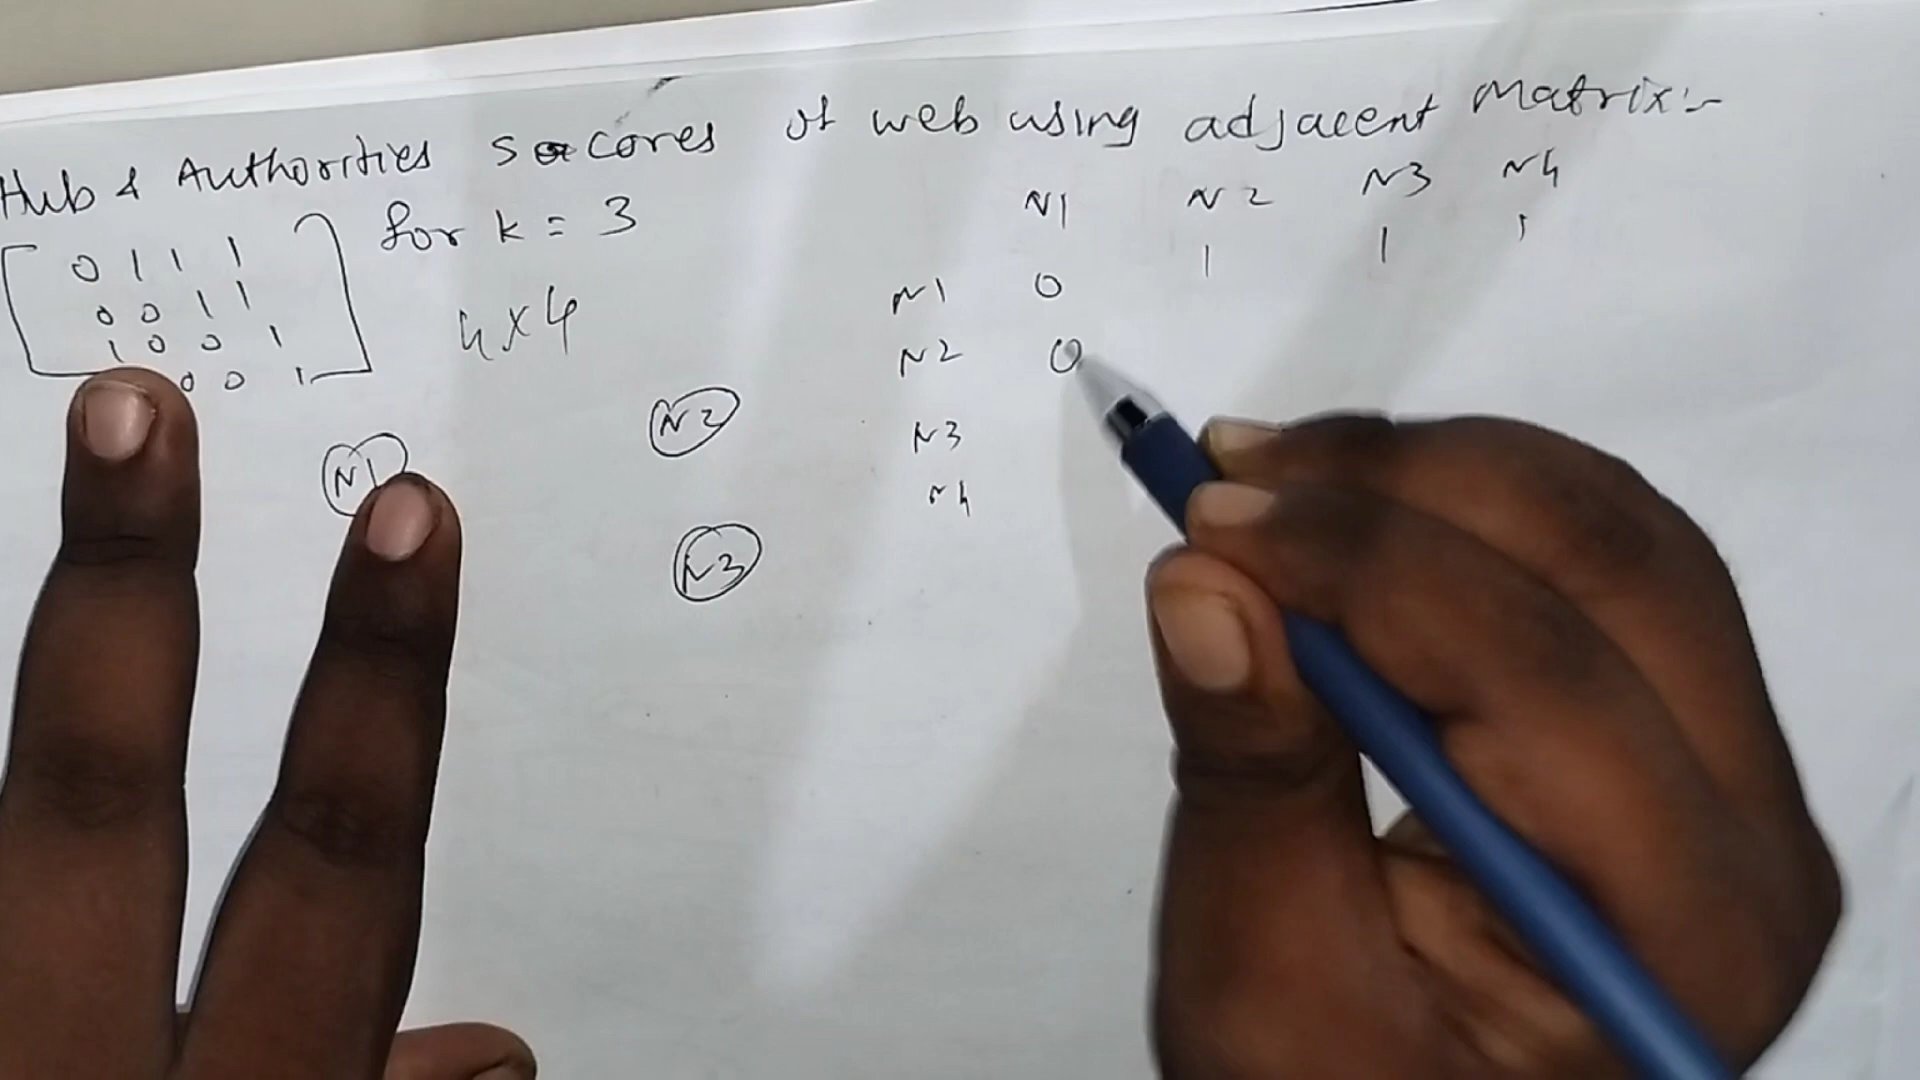 Hub & Authorities scores of web using adjacent Matrix:-
0 1 1 1
0 0 1 1
1 0 0 1
0 0 1
for k = 3
4x4
N1 N2 N3 N4
N1 0 1 1 1
N2 0
N3
N4
N1
N2
N3